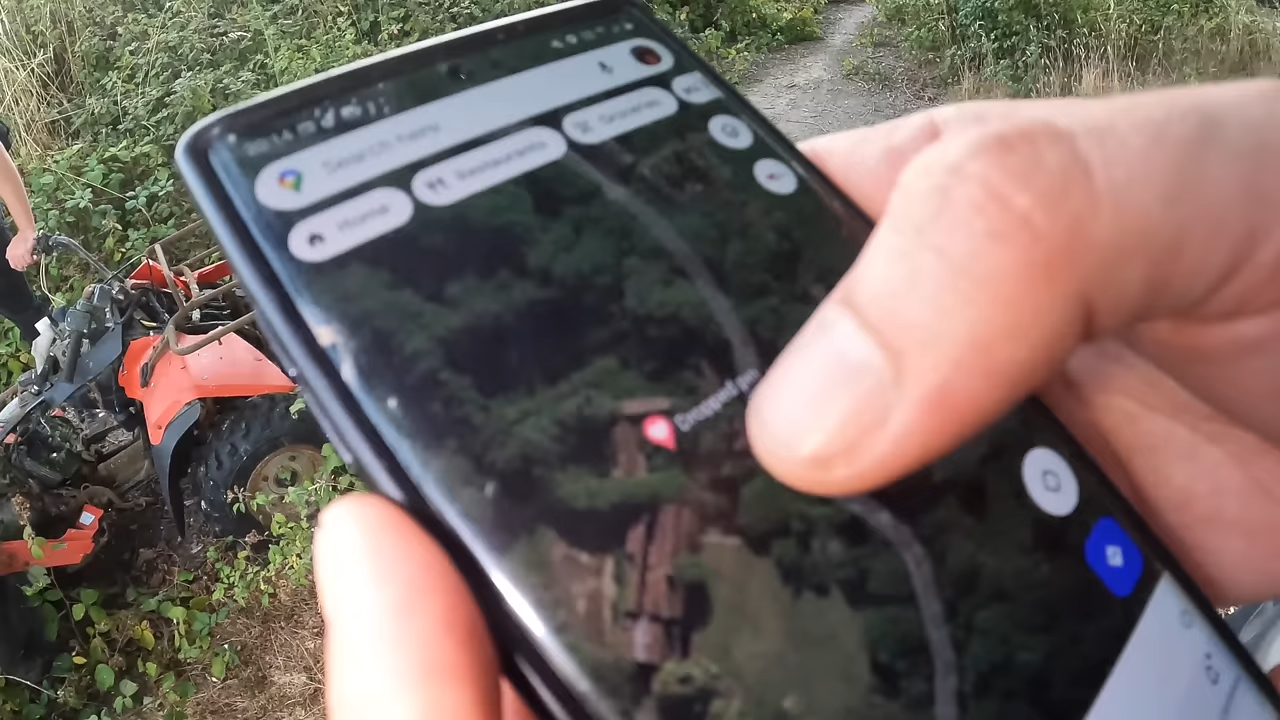 Search here
Home
Restaurants
Groceries
Dropped pin